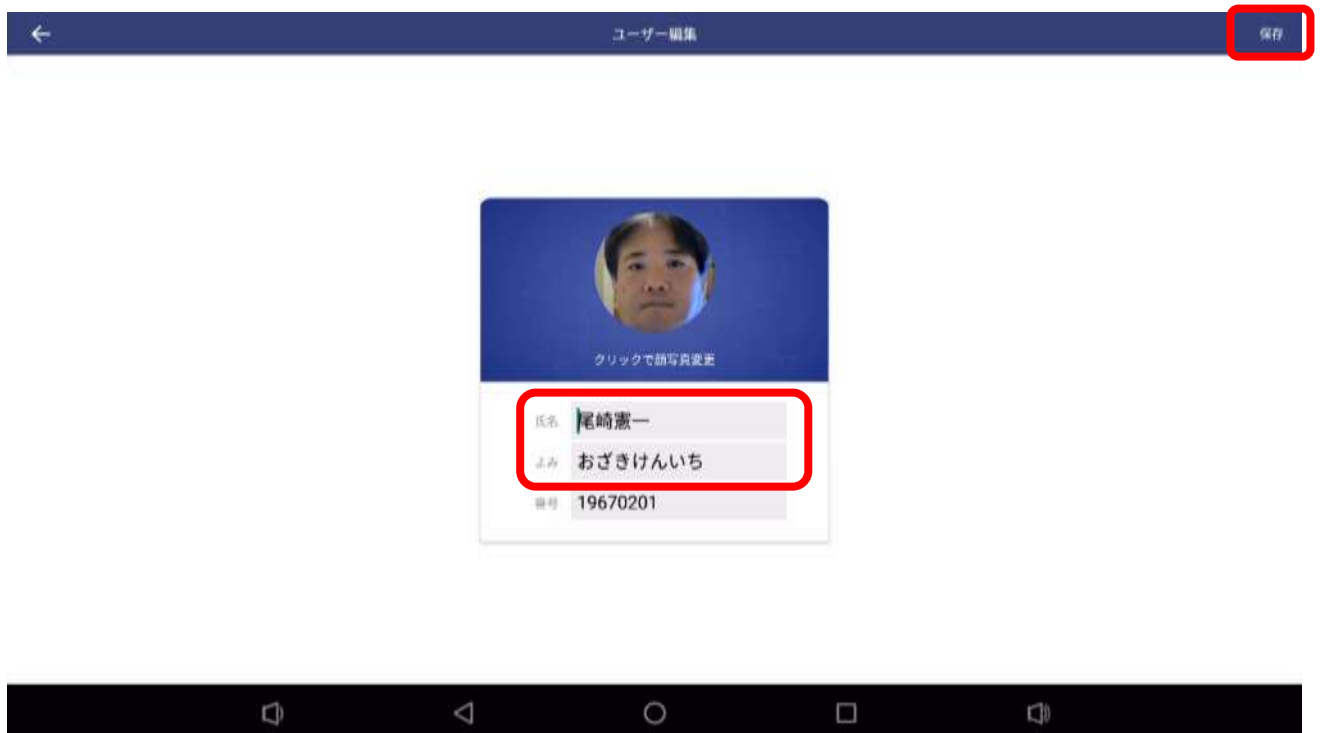 ユーザー編集
保存
クリックで顔写真変更
氏名 尾崎憲一
よみ おざきけんいち
番号 19670201